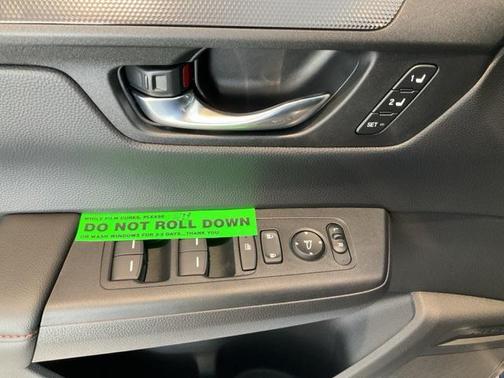 1
2
SET
WHILE FILM CURES, PLEASE
DO NOT ROLL DOWN
OR WASH WINDOWS FOR 3-5 DAYS...THANK YOU